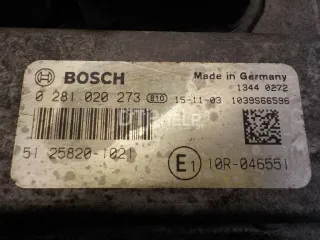 BOSCH
Made in Germany
1344 0272
0 281 020 273 810 15-11-03 1039S66596
51 25820-1021
E1 10R-046551